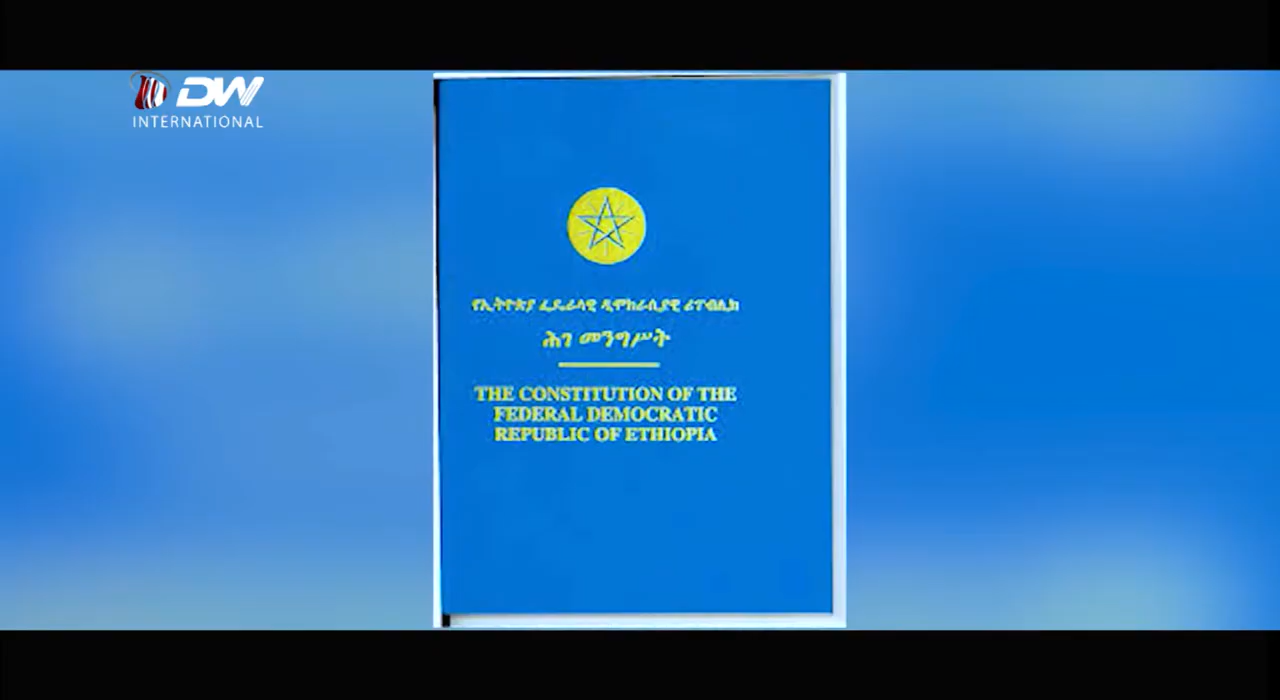 DW
INTERNATIONAL
የኢትዮጵያ ፌዴራላዊ ዲሞክራሲያዊ ሪፐብሊክ
ሕገ መንግሥት
THE CONSTITUTION OF THE
FEDERAL DEMOCRATIC
REPUBLIC OF ETHIOPIA